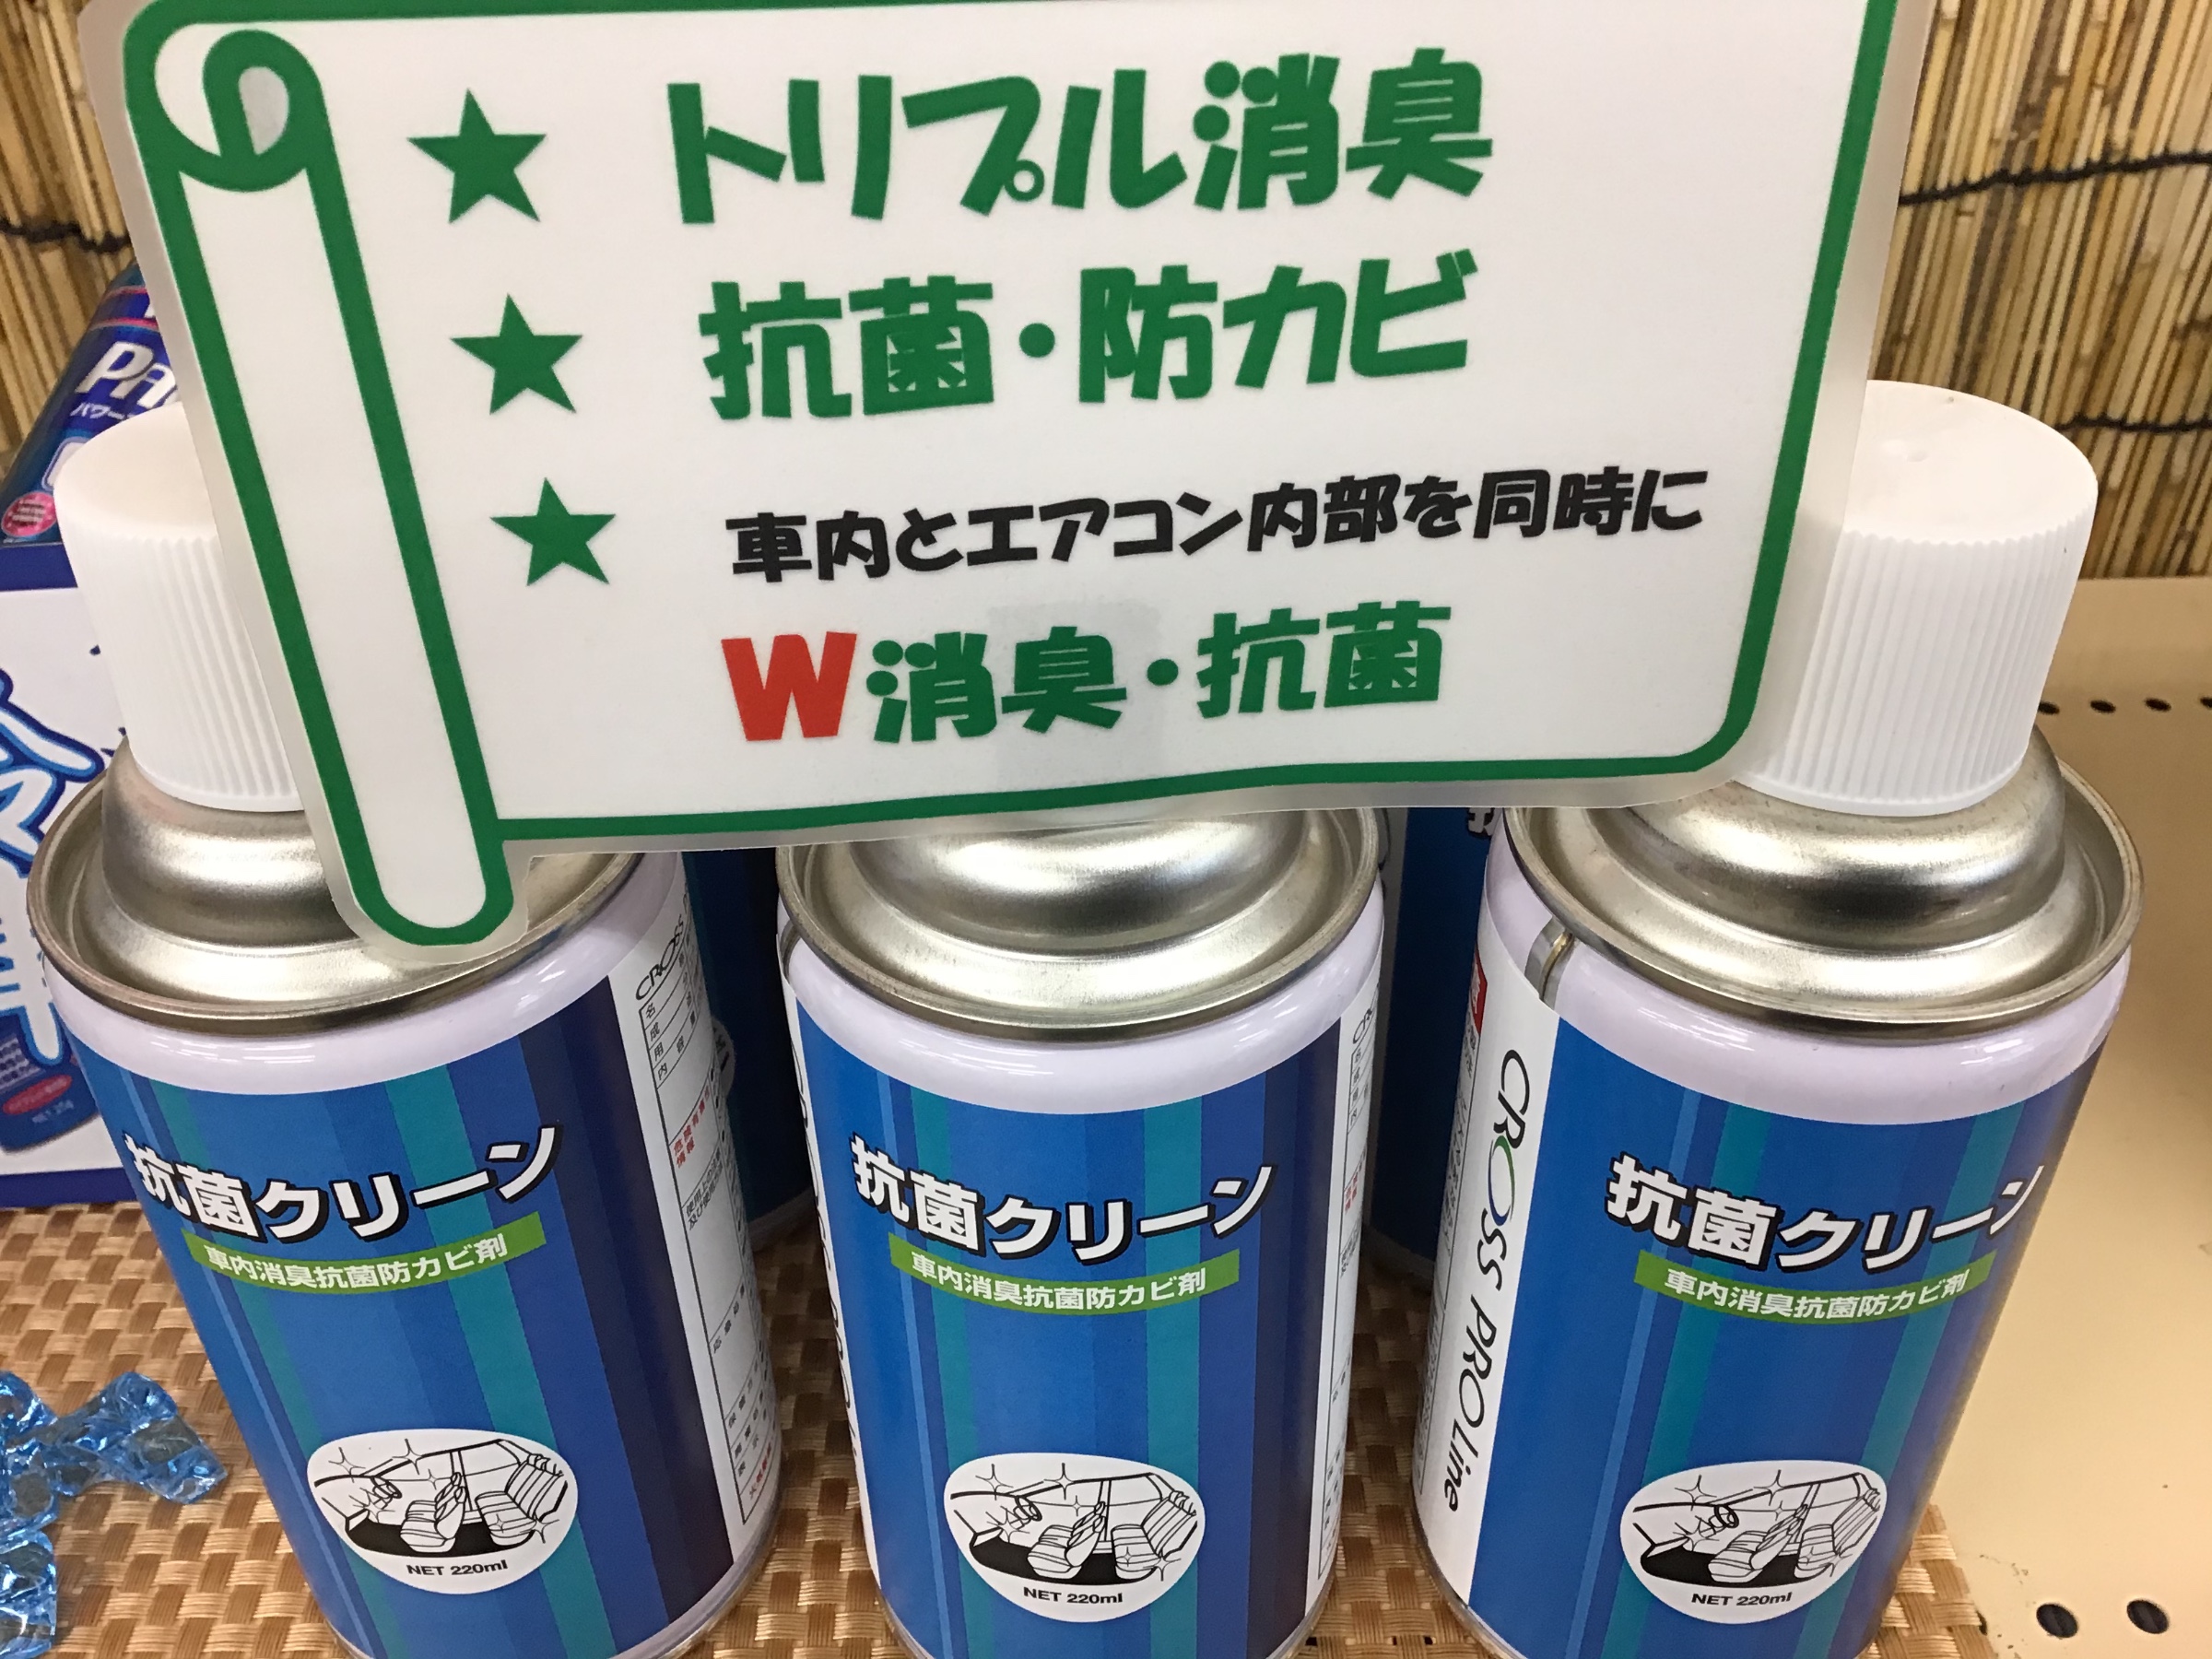 トリプル消臭
抗菌・防カビ
車内とエアコン内部を同時に
W消臭・抗菌
抗菌クリーン
車内消臭抗菌防カビ剤
NET 220ml
CROSS
抗菌クリーン
車内消臭抗菌防カビ剤
NET 220ml
CROSS PROLine
抗菌クリーン
車内消臭抗菌防カビ剤
NET 220ml